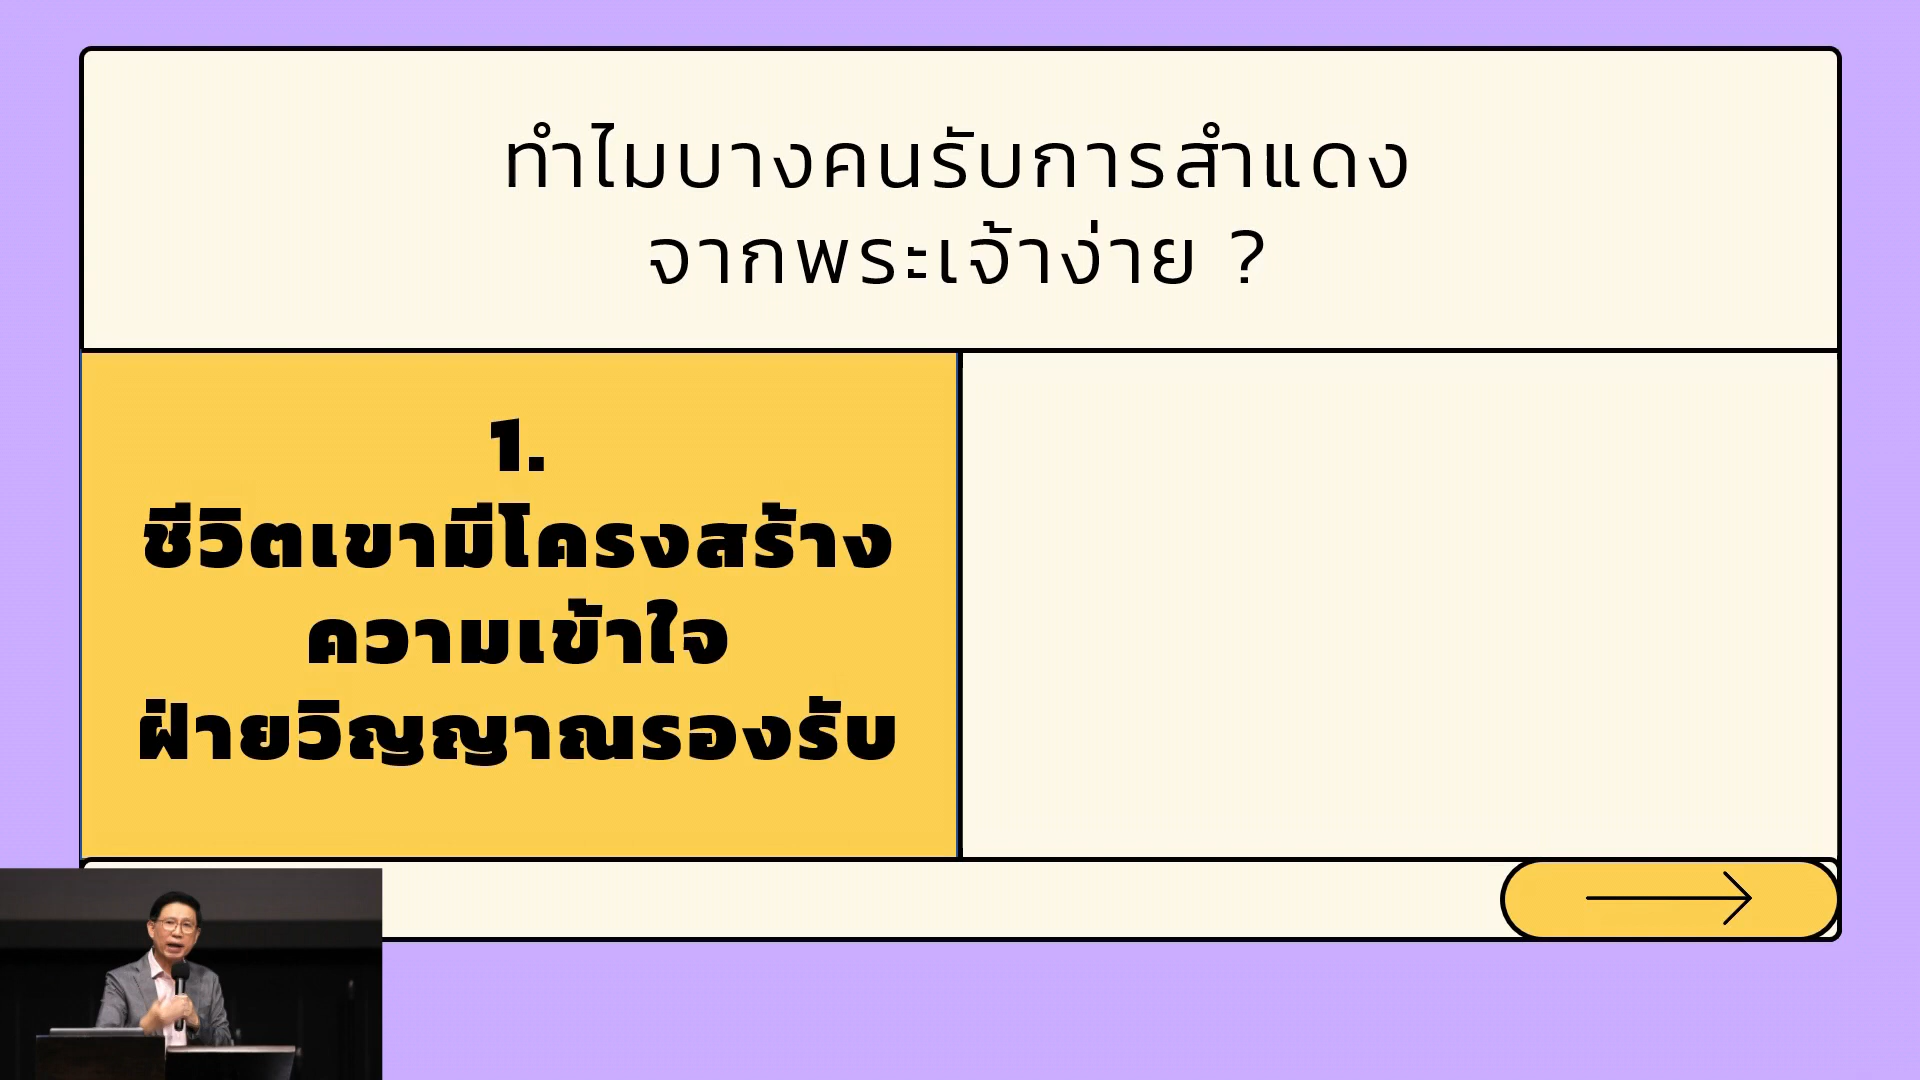 ทำไมบางคนรับการสำแดง
จากพระเจ้าง่าย ?
1.
ชีวิตเขามีโครงสร้าง
ความเข้าใจ
ฝ่ายวิญญาณรองรับ